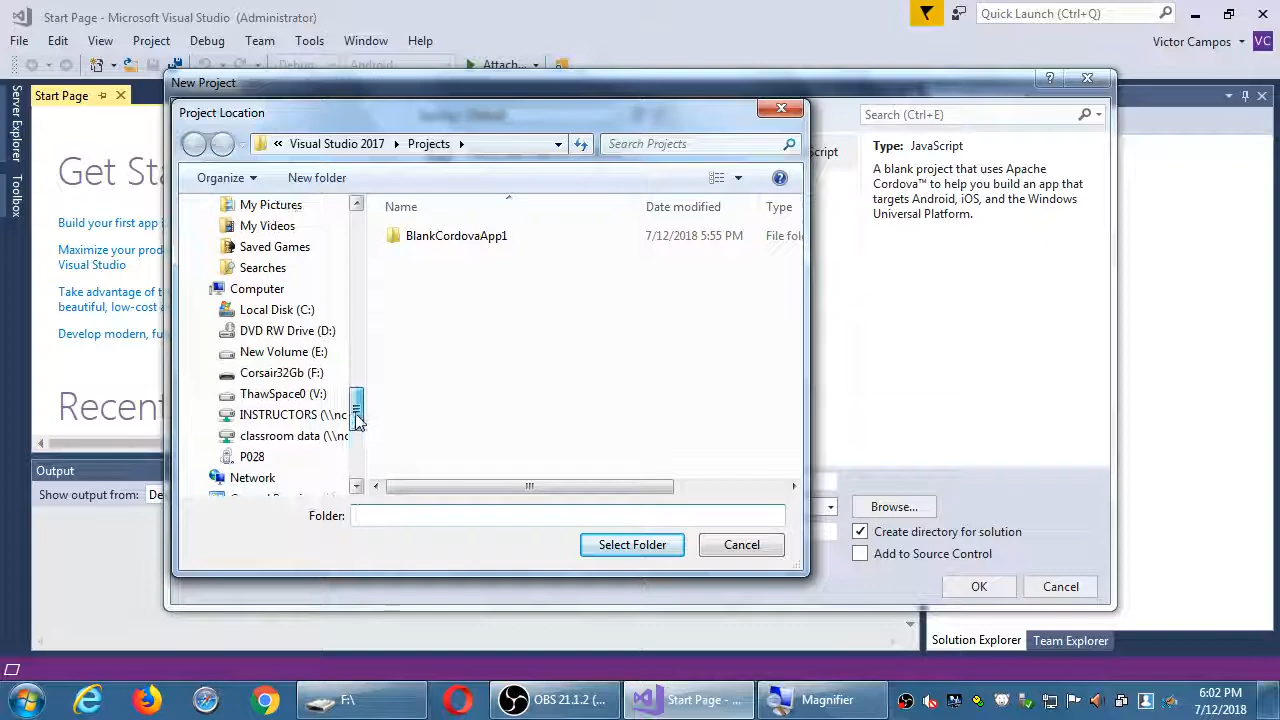 Start Page - Microsoft Visual Studio (Administrator)
Quick Launch (Ctrl+Q)
File Edit View Project Debug Team Tools Window Help
Victor Campos VC
Debug Android Attach...
Server Explorer
Toolbox
Start Page
Get Sta
Build your first app i
Maximize your produ
Visual Studio
Take advantage of t
beautiful, low-cost a
Develop modern, fu
Recent
New Project
Search (Ctrl+E)
Script
Type: JavaScript
A blank project that uses Apache
Cordova™ to help you build an app that
targets Android, iOS, and the Windows
Universal Platform.
Project Location
« Visual Studio 2017 Projects
Search Projects
Organize New folder
My Pictures
My Videos
Saved Games
Searches
Computer
Local Disk (C:)
DVD RW Drive (D:)
New Volume (E:)
Corsair32Gb (F:)
ThawSpace0 (V:)
INSTRUCTORS (\\nc
classroom data (\\nc
P028
Network
Name Date modified Type
BlankCordovaApp1 7/12/2018 5:55 PM File fol
Folder:
Select Folder Cancel
Browse...
Create directory for solution
Add to Source Control
OK Cancel
Output
Show output from: De
Solution Explorer Team Explorer
F:\
OBS 21.1.2 (...
Start Page - ...
Magnifier
6:02 PM
7/12/2018